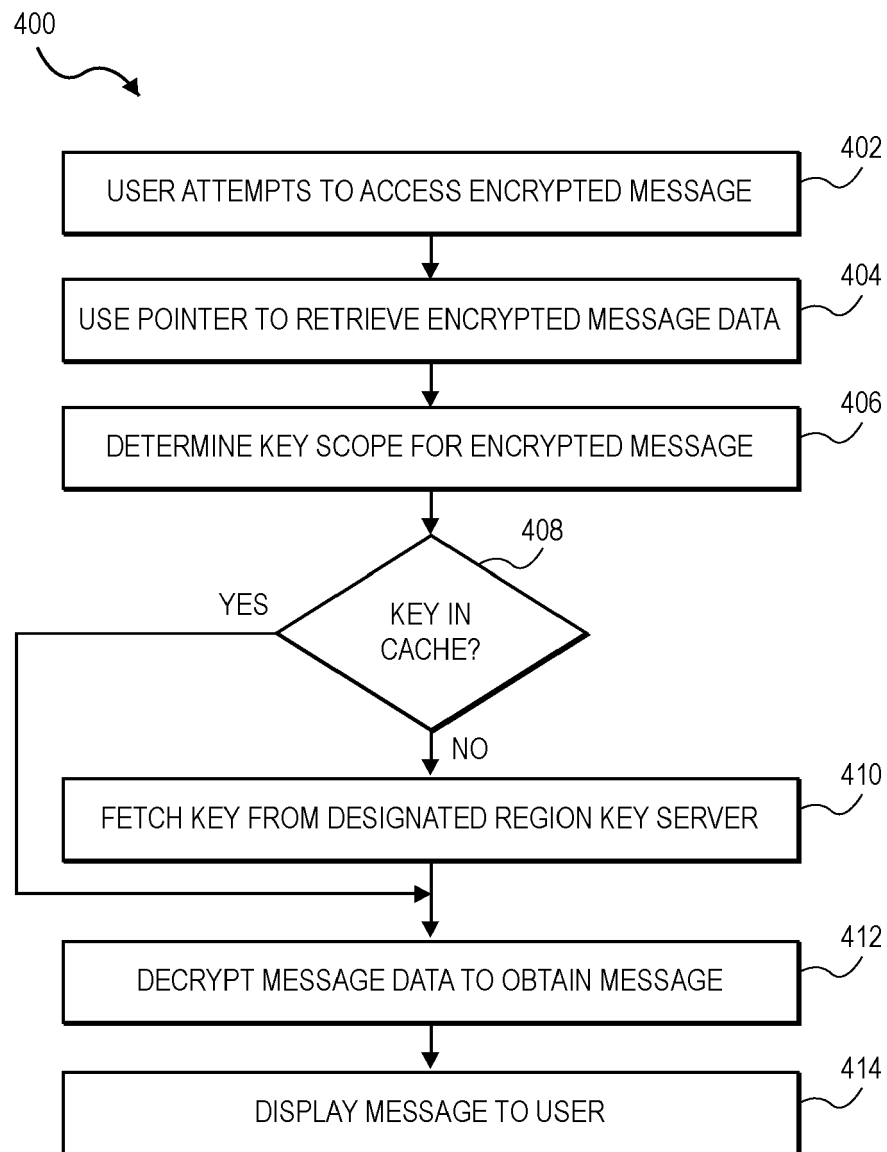 400
402
USER ATTEMPTS TO ACCESS ENCRYPTED MESSAGE
404
USE POINTER TO RETRIEVE ENCRYPTED MESSAGE DATA
406
DETERMINE KEY SCOPE FOR ENCRYPTED MESSAGE
408
YES
KEY IN
CACHE?
NO
410
FETCH KEY FROM DESIGNATED REGION KEY SERVER
412
DECRYPT MESSAGE DATA TO OBTAIN MESSAGE
414
DISPLAY MESSAGE TO USER